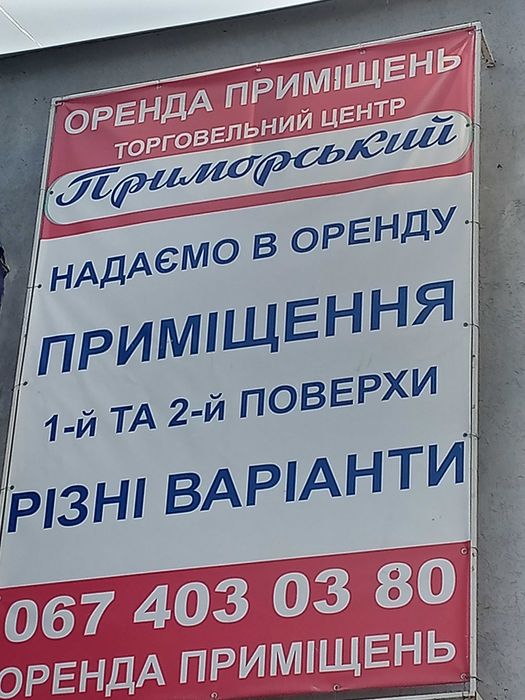 ОРЕНДА ПРИМІЩЕНЬ
ТОРГОВЕЛЬНИЙ ЦЕНТР
Приморський
НАДАЄМО В ОРЕНДУ
ПРИМІЩЕННЯ
1-й ТА 2-й ПОВЕРХИ
РІЗНІ ВАРІАНТИ
067 403 03 80
ОРЕНДА ПРИМІЩЕНЬ